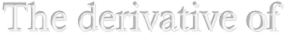 The derivative of